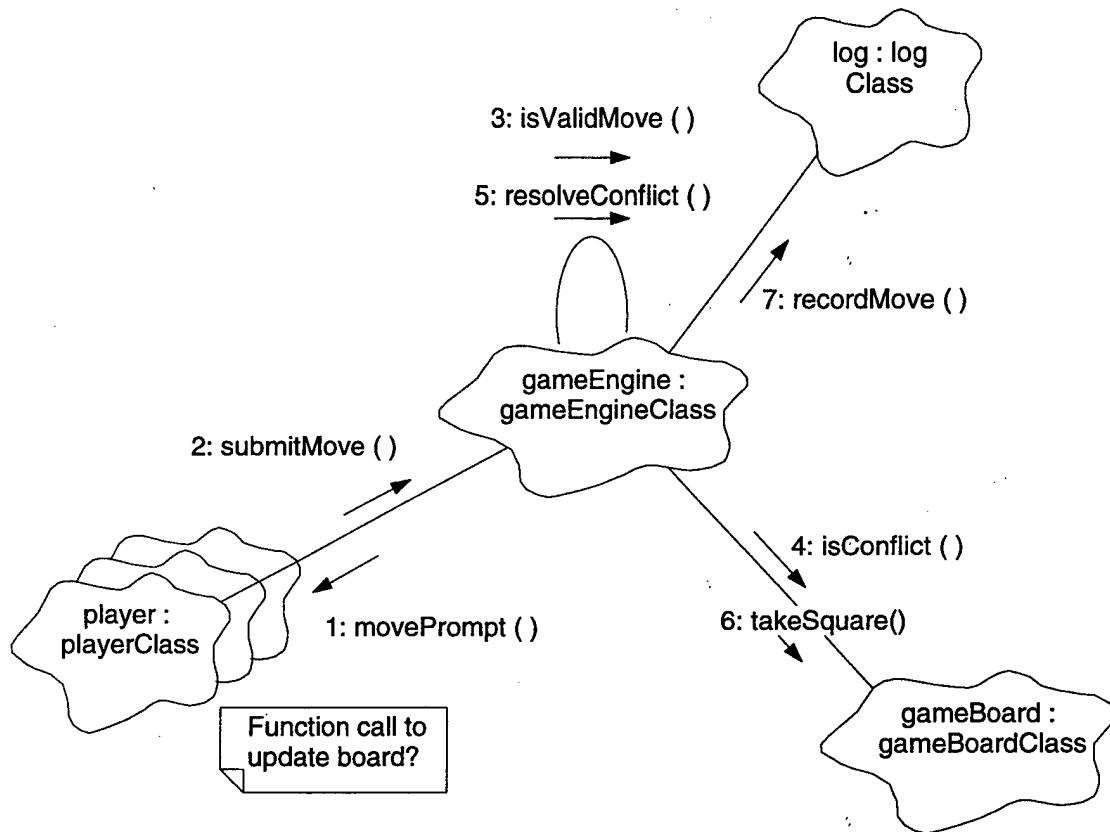 log : log
Class
3: isValidMove ( )
5: resolveConflict ( )
7: recordMove ( )
gameEngine :
gameEngineClass
2: submitMove ( )
4: isConflict ( )
player :
playerClass
1: movePrompt ( )
6: takeSquare()
Function call to
update board?
gameBoard :
gameBoardClass